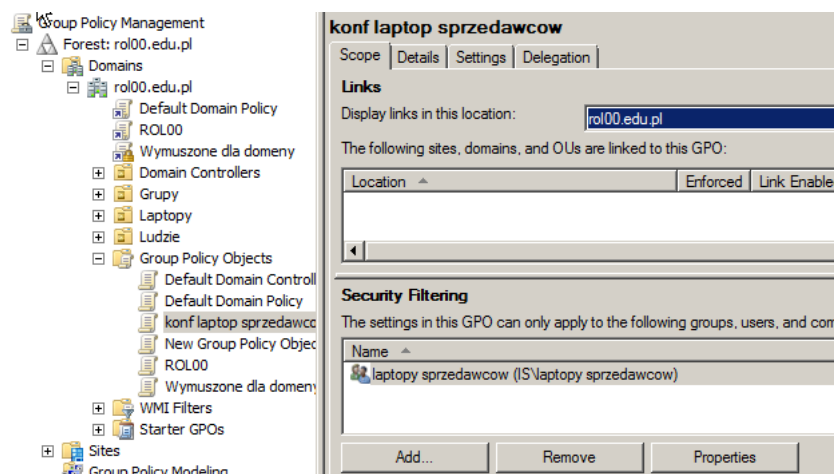 Group Policy Management
Forest: rol00.edu.pl
Domains
rol00.edu.pl
Default Domain Policy
ROL00
Wymuszone dla domeny
Domain Controllers
Grupy
Laptopy
Ludzie
Group Policy Objects
Default Domain Controll
Default Domain Policy
konf laptop sprzedawcc
New Group Policy Objec
ROL00
Wymuszone dla domeny
WMI Filters
Starter GPOs
Sites
Group Policy Modeling
konf laptop sprzedawcow
Scope Details Settings Delegation
Links
Display links in this location: rol00.edu.pl
The following sites, domains, and OUs are linked to this GPO:
Location Enforced Link Enable
Security Filtering
The settings in this GPO can only apply to the following groups, users, and com
Name
laptopy sprzedawcow (IS\laptopy sprzedawcow)
Add... Remove Properties